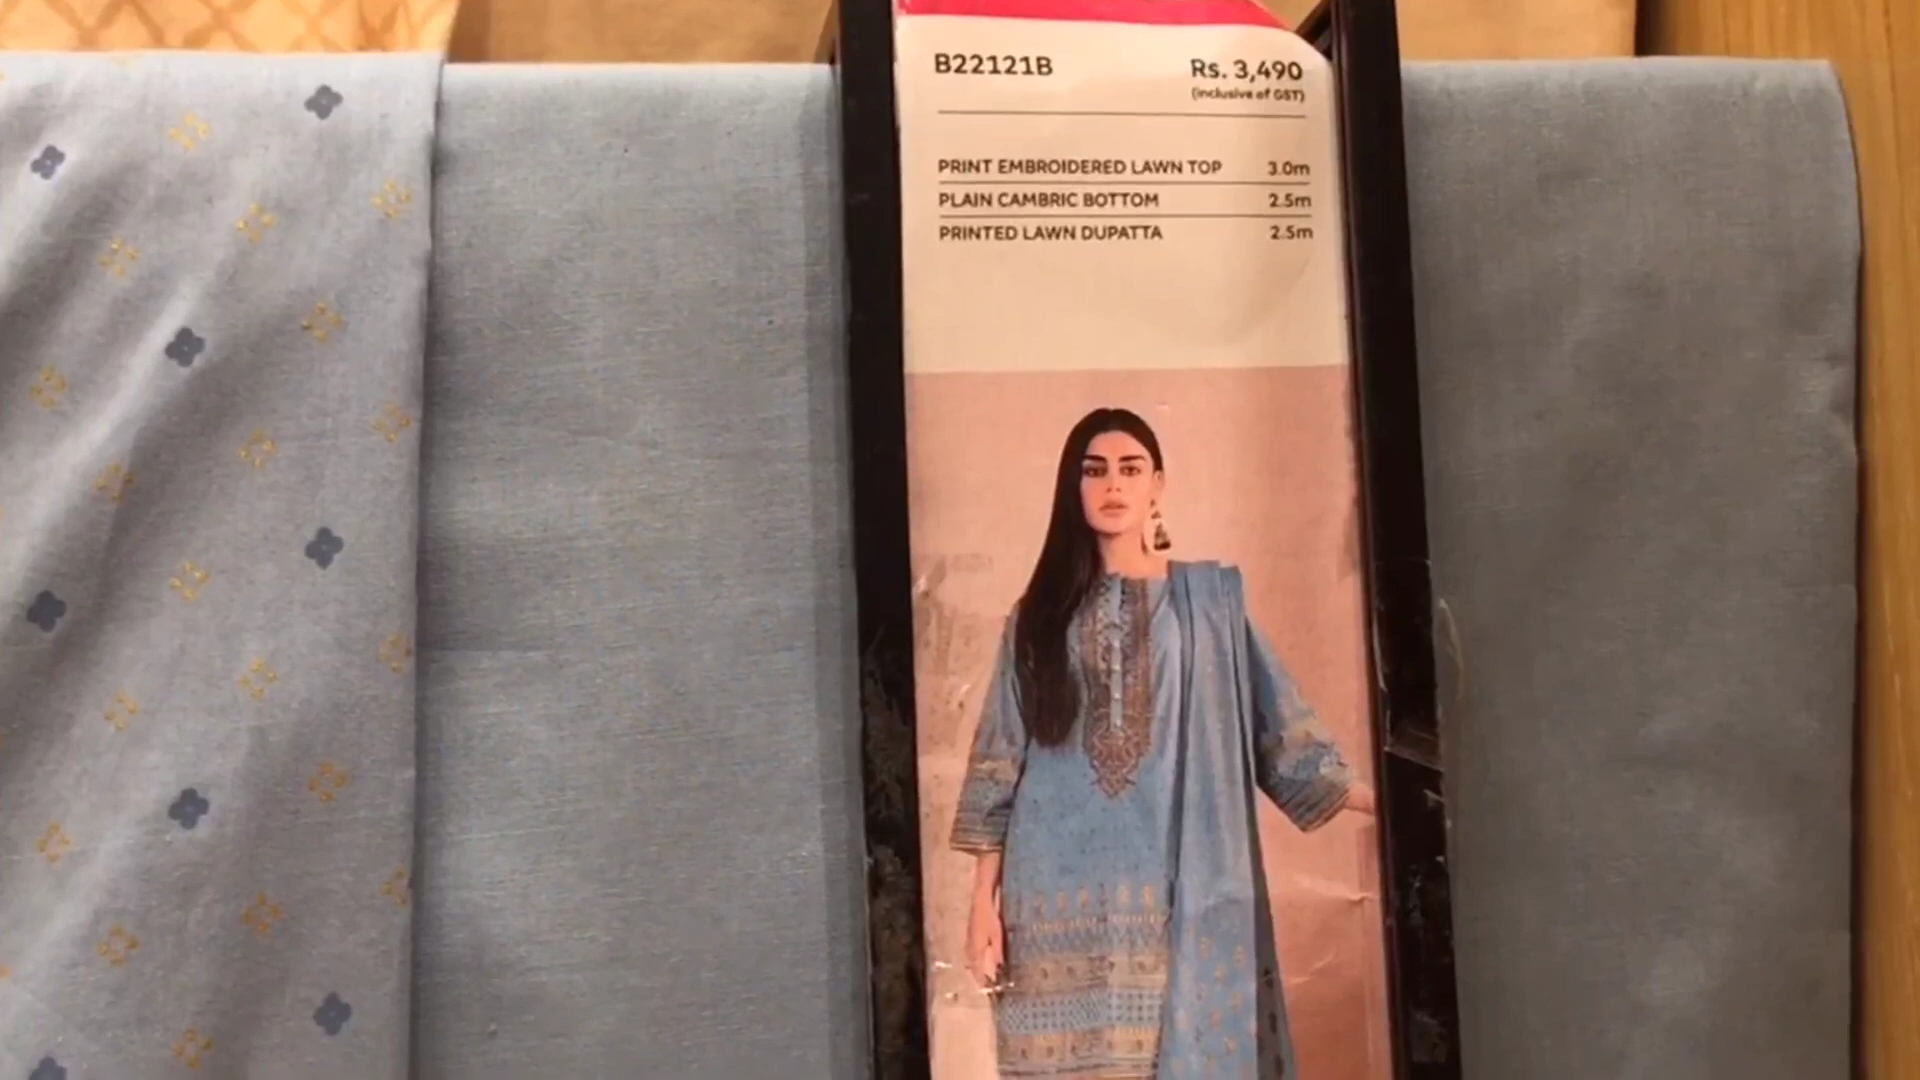 B22121B Rs. 3,490
(inclusive of GST)
PRINT EMBROIDERED LAWN TOP 3.0m
PLAIN CAMBRIC BOTTOM 2.5m
PRINTED LAWN DUPATTA 2.5m